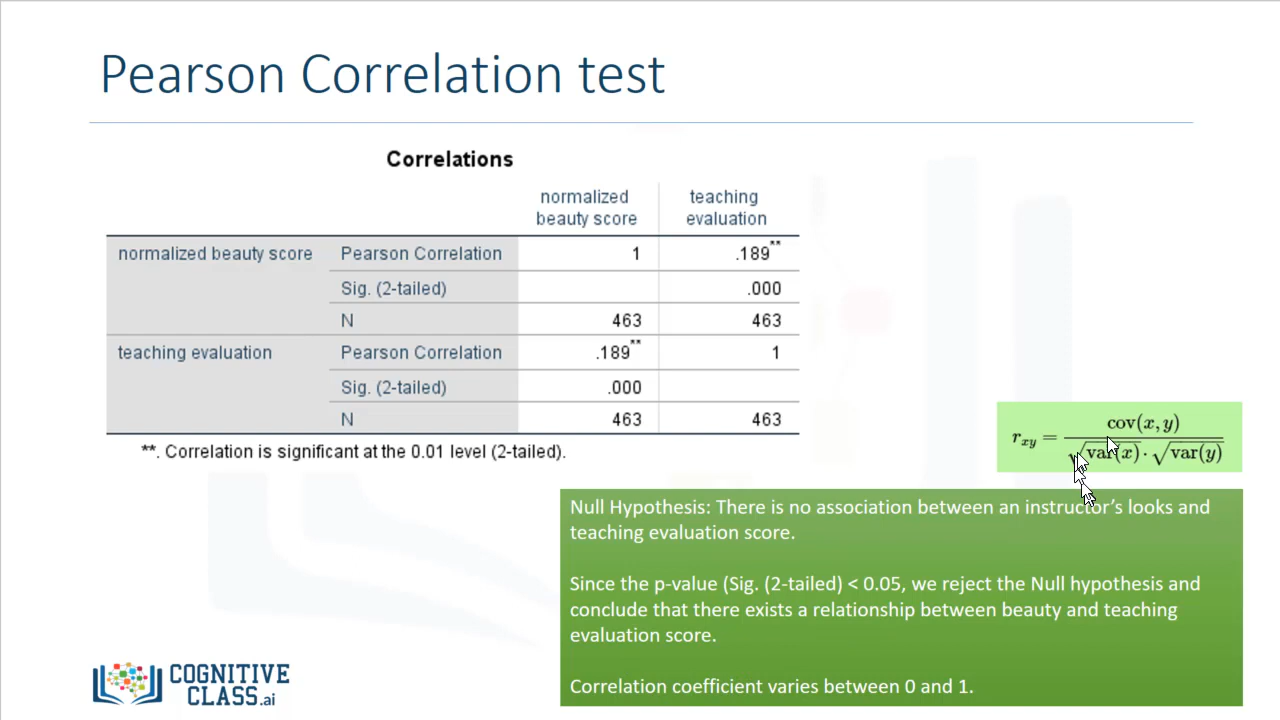 Pearson Correlation test
Correlations
normalized beauty score teaching evaluation
normalized beauty score Pearson Correlation 1 .189**
Sig. (2-tailed) .000
N 463 463
teaching evaluation Pearson Correlation .189** 1
Sig. (2-tailed) .000
N 463 463
**. Correlation is significant at the 0.01 level (2-tailed).
r_xy = cov(x, y) / √var(x) · √var(y)
Null Hypothesis: There is no association between an instructor's looks and
teaching evaluation score.
Since the p-value (Sig. (2-tailed) < 0.05, we reject the Null hypothesis and
conclude that there exists a relationship between beauty and teaching
evaluation score.
Correlation coefficient varies between 0 and 1.
COGNITIVE
CLASS.ai